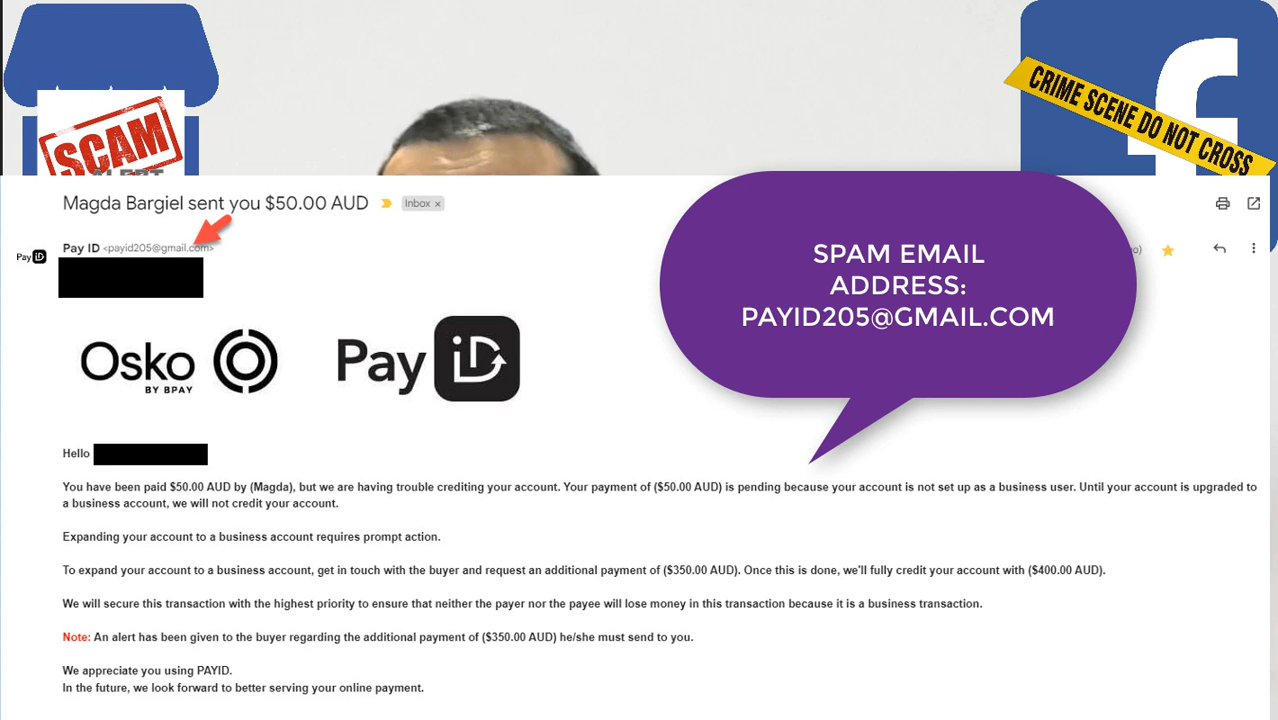 SCAM
CRIME SCENE DO NOT CROSS
Magda Bargiel sent you $50.00 AUD
Inbox x
Pay ID <payid205@gmail.com>
Pay iD
SPAM EMAIL
ADDRESS:
PAYID205@GMAIL.COM
Osko
BY BPAY
Pay iD
Hello
You have been paid $50.00 AUD by (Magda), but we are having trouble crediting your account. Your payment of ($50.00 AUD) is pending because your account is not set up as a business user. Until your account is upgraded to
a business account, we will not credit your account.
Expanding your account to a business account requires prompt action.
To expand your account to a business account, get in touch with the buyer and request an additional payment of ($350.00 AUD). Once this is done, we'll fully credit your account with ($400.00 AUD).
We will secure this transaction with the highest priority to ensure that neither the payer nor the payee will lose money in this transaction because it is a business transaction.
Note: An alert has been given to the buyer regarding the additional payment of ($350.00 AUD) he/she must send to you.
We appreciate you using PAYID.
In the future, we look forward to better serving your online payment.